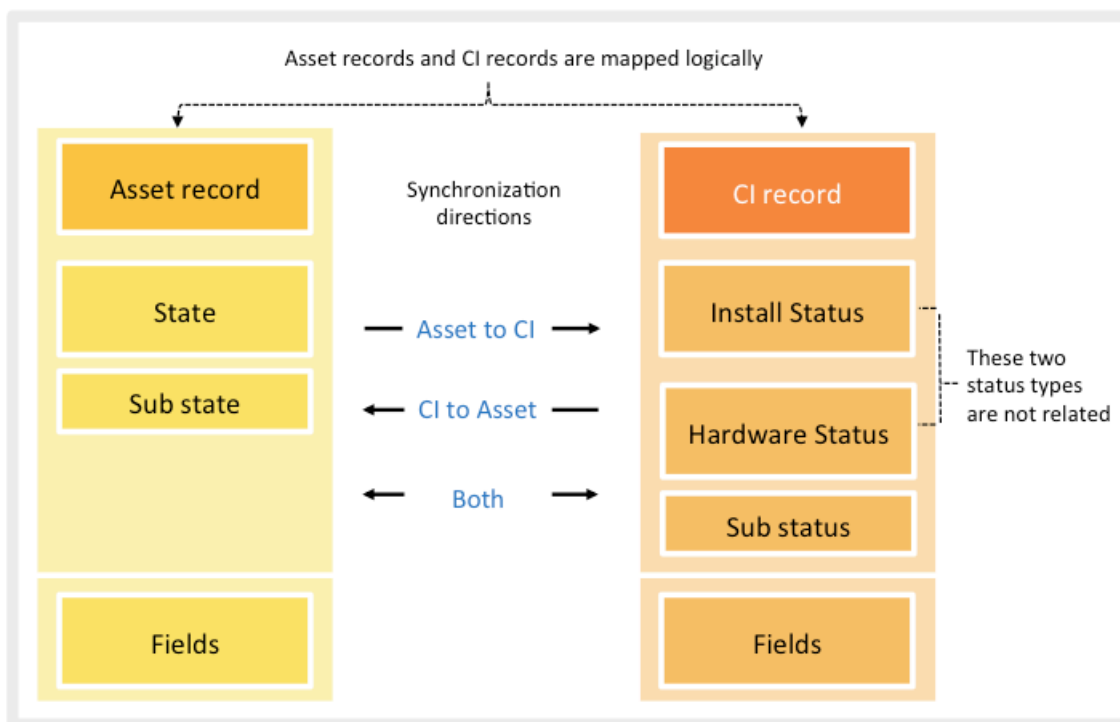 Asset records and CI records are mapped logically
Asset record
Synchronization
directions
CI record
State
Install Status
Asset to CI
These two
status types
are not related
Sub state
CI to Asset
Hardware Status
Both
Sub status
Fields
Fields